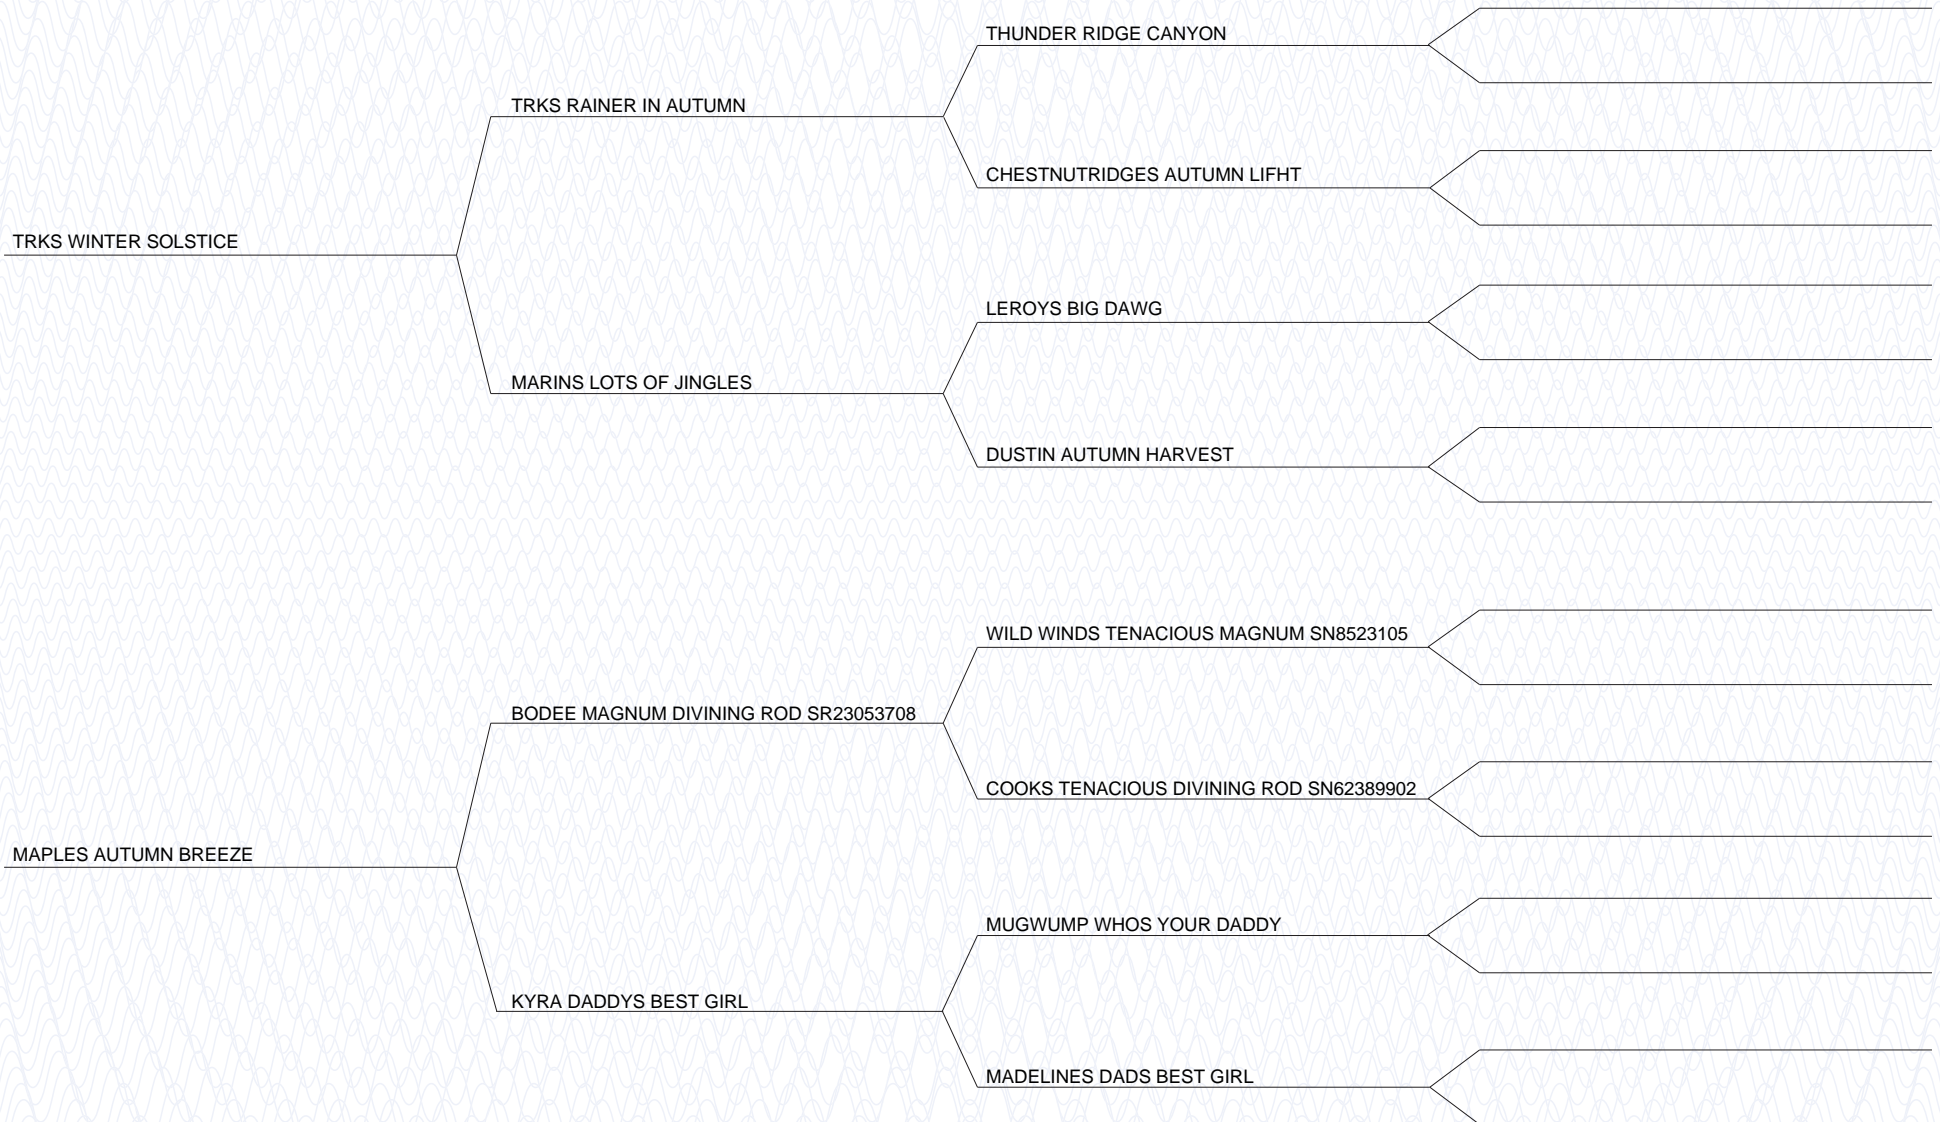 THUNDER RIDGE CANYON
TRKS RAINER IN AUTUMN
CHESTNUTRIDGES AUTUMN LIFHT
TRKS WINTER SOLSTICE
LEROYS BIG DAWG
MARINS LOTS OF JINGLES
DUSTIN AUTUMN HARVEST
WILD WINDS TENACIOUS MAGNUM SN8523105
BODEE MAGNUM DIVINING ROD SR23053708
COOKS TENACIOUS DIVINING ROD SN62389902
MAPLES AUTUMN BREEZE
MUGWUMP WHOS YOUR DADDY
KYRA DADDYS BEST GIRL
MADELINES DADS BEST GIRL